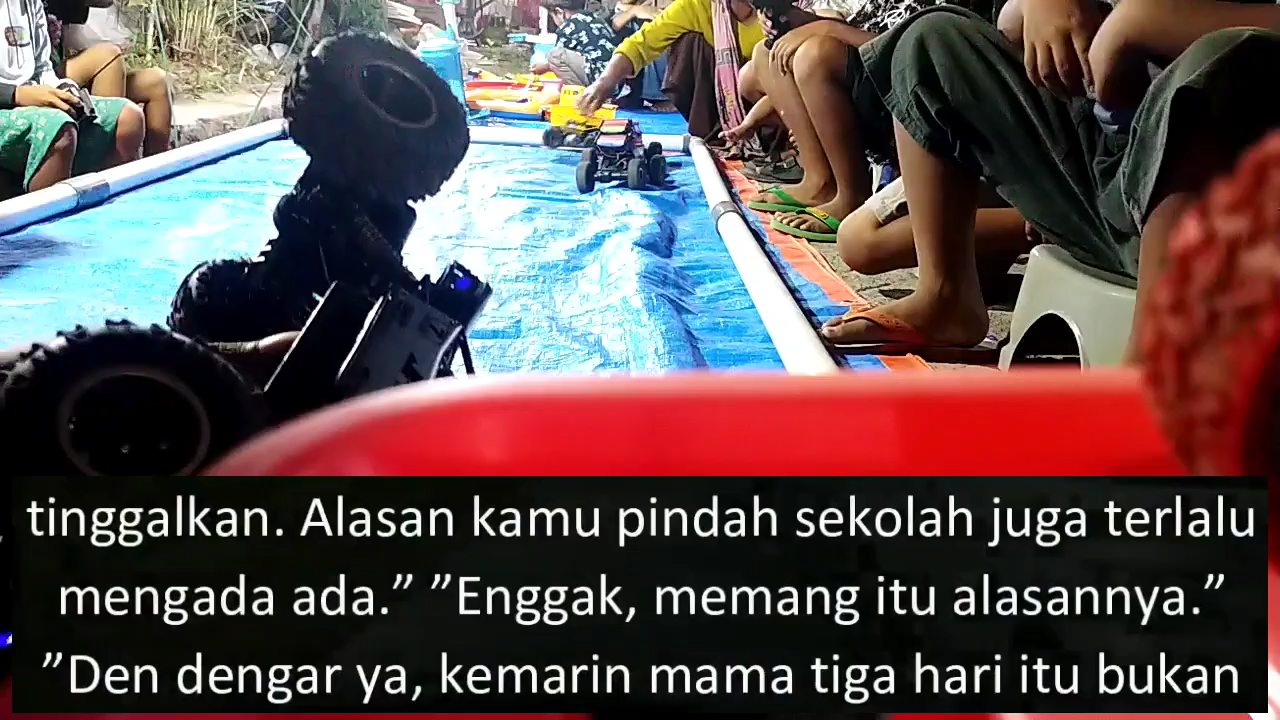 tinggalkan. Alasan kamu pindah sekolah juga terlalu
mengada ada.” ”Enggak, memang itu alasannya.”
”Den dengar ya, kemarin mama tiga hari itu bukan